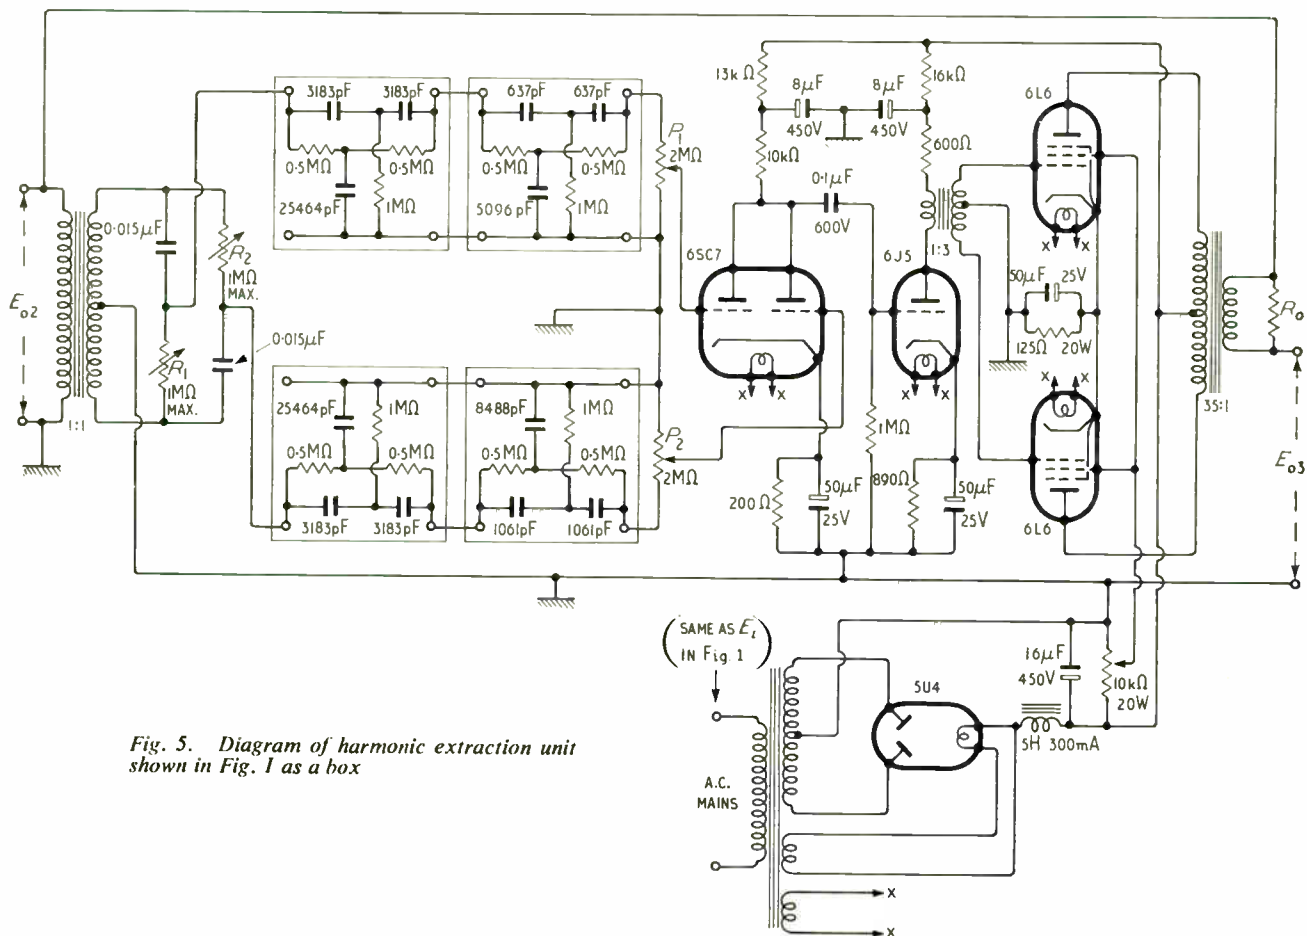 3183pF 3183pF
0·5MΩ 0·5MΩ
25464pF
1MΩ
637pF 637pF
0·5MΩ 0·5MΩ
5096pF
1MΩ
P1
2MΩ
13kΩ
8μF
450V
8μF
450V
16kΩ
10kΩ
600Ω
0·1μF
600V
6SC7
X X
6J5
X X
1:3
6L6
X X
50μF 25V
125Ω 20W
X X
6L6
35:1
Ro
Eo3
Eo2
1:1
0·015μF
R2
1MΩ
MAX.
R1
1MΩ
MAX.
0·015μF
25464pF
1MΩ
0·5MΩ 0·5MΩ
3183pF 3183pF
8488pF
1MΩ
0·5MΩ 0·5MΩ
1061pF 1061pF
P2
2MΩ
200Ω
50μF
25V
1MΩ
890Ω
50μF
25V
(SAME AS Ei
IN Fig. 1)
A.C.
MAINS
5U4
5H 300mA
16μF
450V
10kΩ
20W
X
X
Fig. 5. Diagram of harmonic extraction unit
shown in Fig. 1 as a box